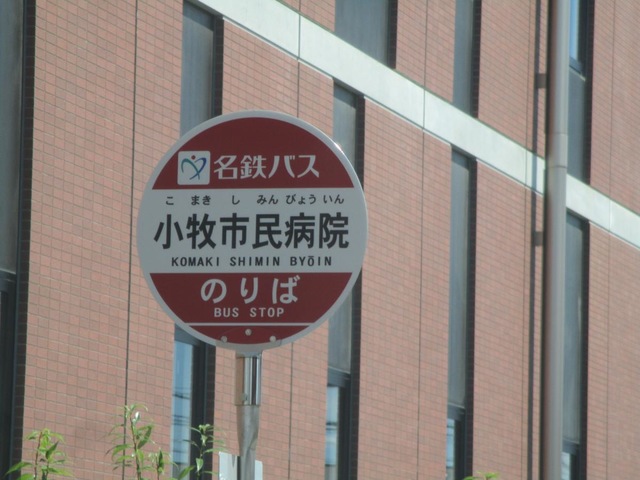 名鉄バス
こ まき し みん びょう いん
小牧市民病院
KOMAKI SHIMIN BYōIN
のりば
BUS STOP